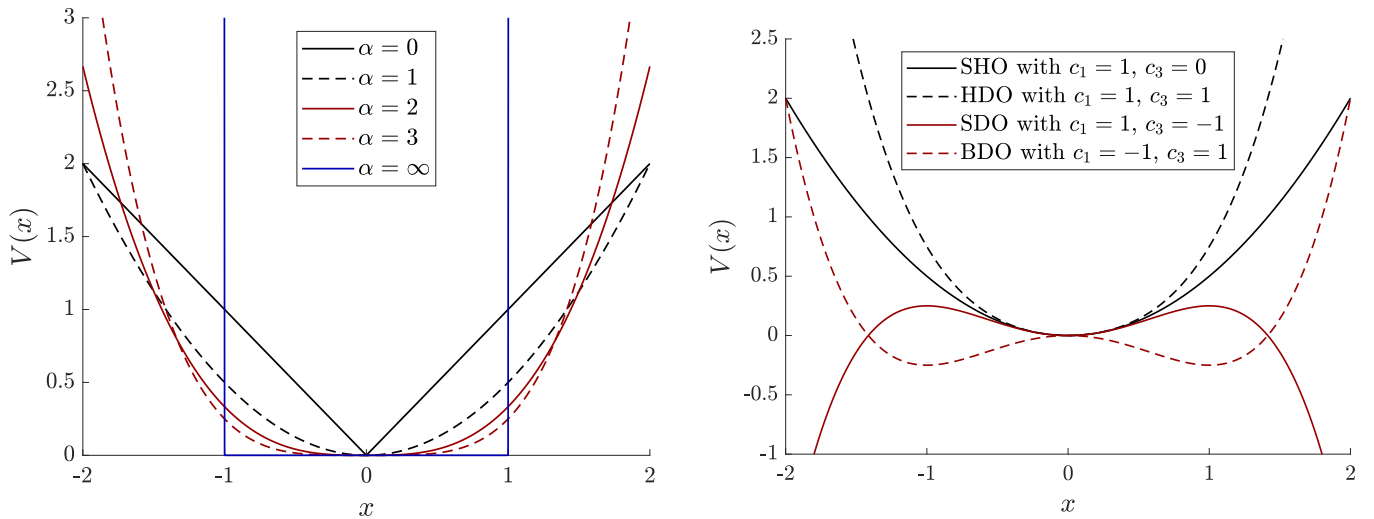 3
2.5
2
1.5
1
0.5
0
-2
-1
0
1
2
x
V(x)
α = 0
α = 1
α = 2
α = 3
α = ∞
2.5
2
1.5
1
0.5
0
-0.5
-1
-2
-1
0
1
2
x
V(x)
SHO with c₁ = 1, c₃ = 0
HDO with c₁ = 1, c₃ = 1
SDO with c₁ = 1, c₃ = −1
BDO with c₁ = −1, c₃ = 1